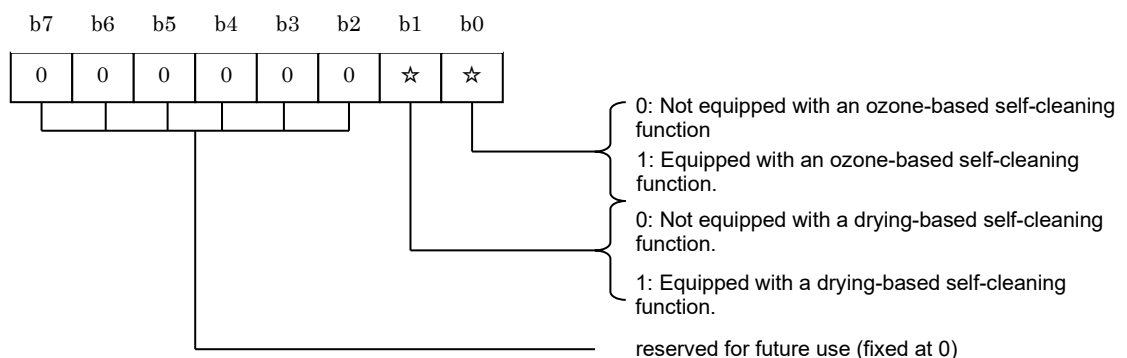 b7 b6 b5 b4 b3 b2 b1 b0
0 0 0 0 0 0 ☆ ☆
0: Not equipped with an ozone-based self-cleaning
function
1: Equipped with an ozone-based self-cleaning
function.
0: Not equipped with a drying-based self-cleaning
function.
1: Equipped with a drying-based self-cleaning
function.
reserved for future use (fixed at 0)